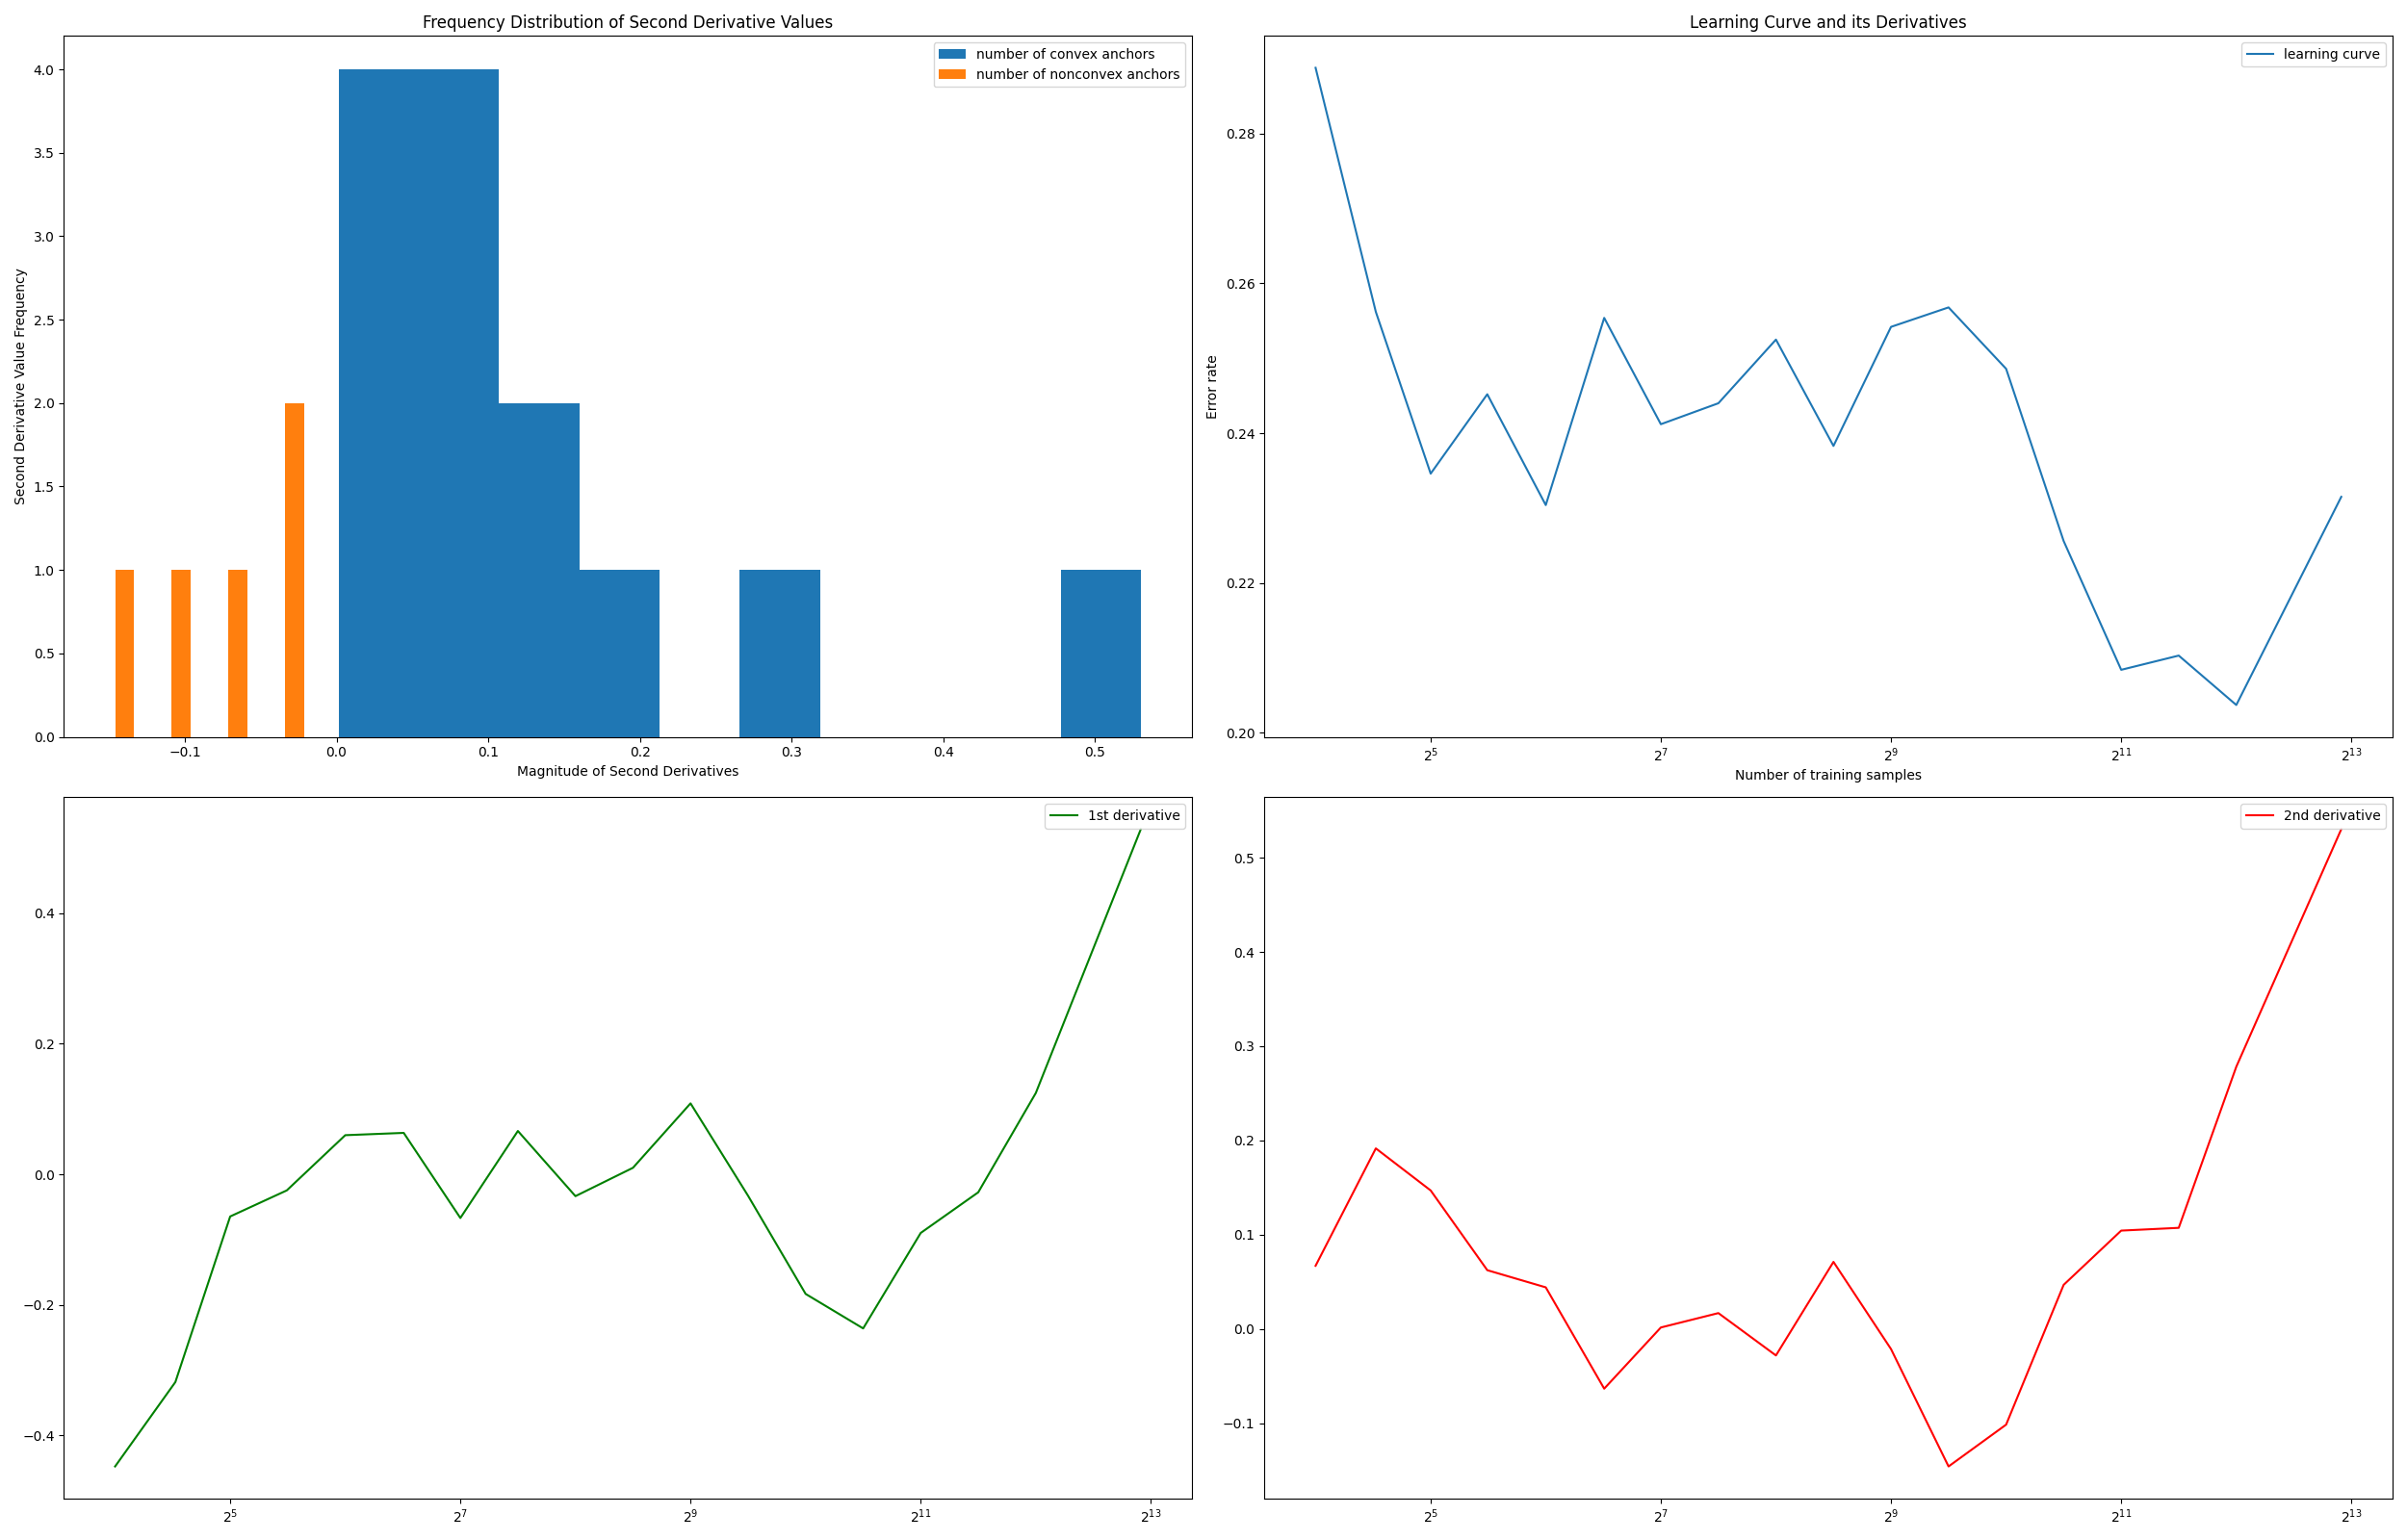 Frequency Distribution of Second Derivative Values
number of convex anchors
number of nonconvex anchors
Second Derivative Value Frequency
4.0
3.5
3.0
2.5
2.0
1.5
1.0
0.5
0.0
−0.1 0.0 0.1 0.2 0.3 0.4 0.5
Magnitude of Second Derivatives
Learning Curve and its Derivatives
learning curve
Error rate
0.28
0.26
0.24
0.22
0.20
2^5 2^7 2^9 2^11 2^13
Number of training samples
1st derivative
0.4
0.2
0.0
−0.2
−0.4
2^5 2^7 2^9 2^11 2^13
2nd derivative
0.5
0.4
0.3
0.2
0.1
0.0
−0.1
2^5 2^7 2^9 2^11 2^13